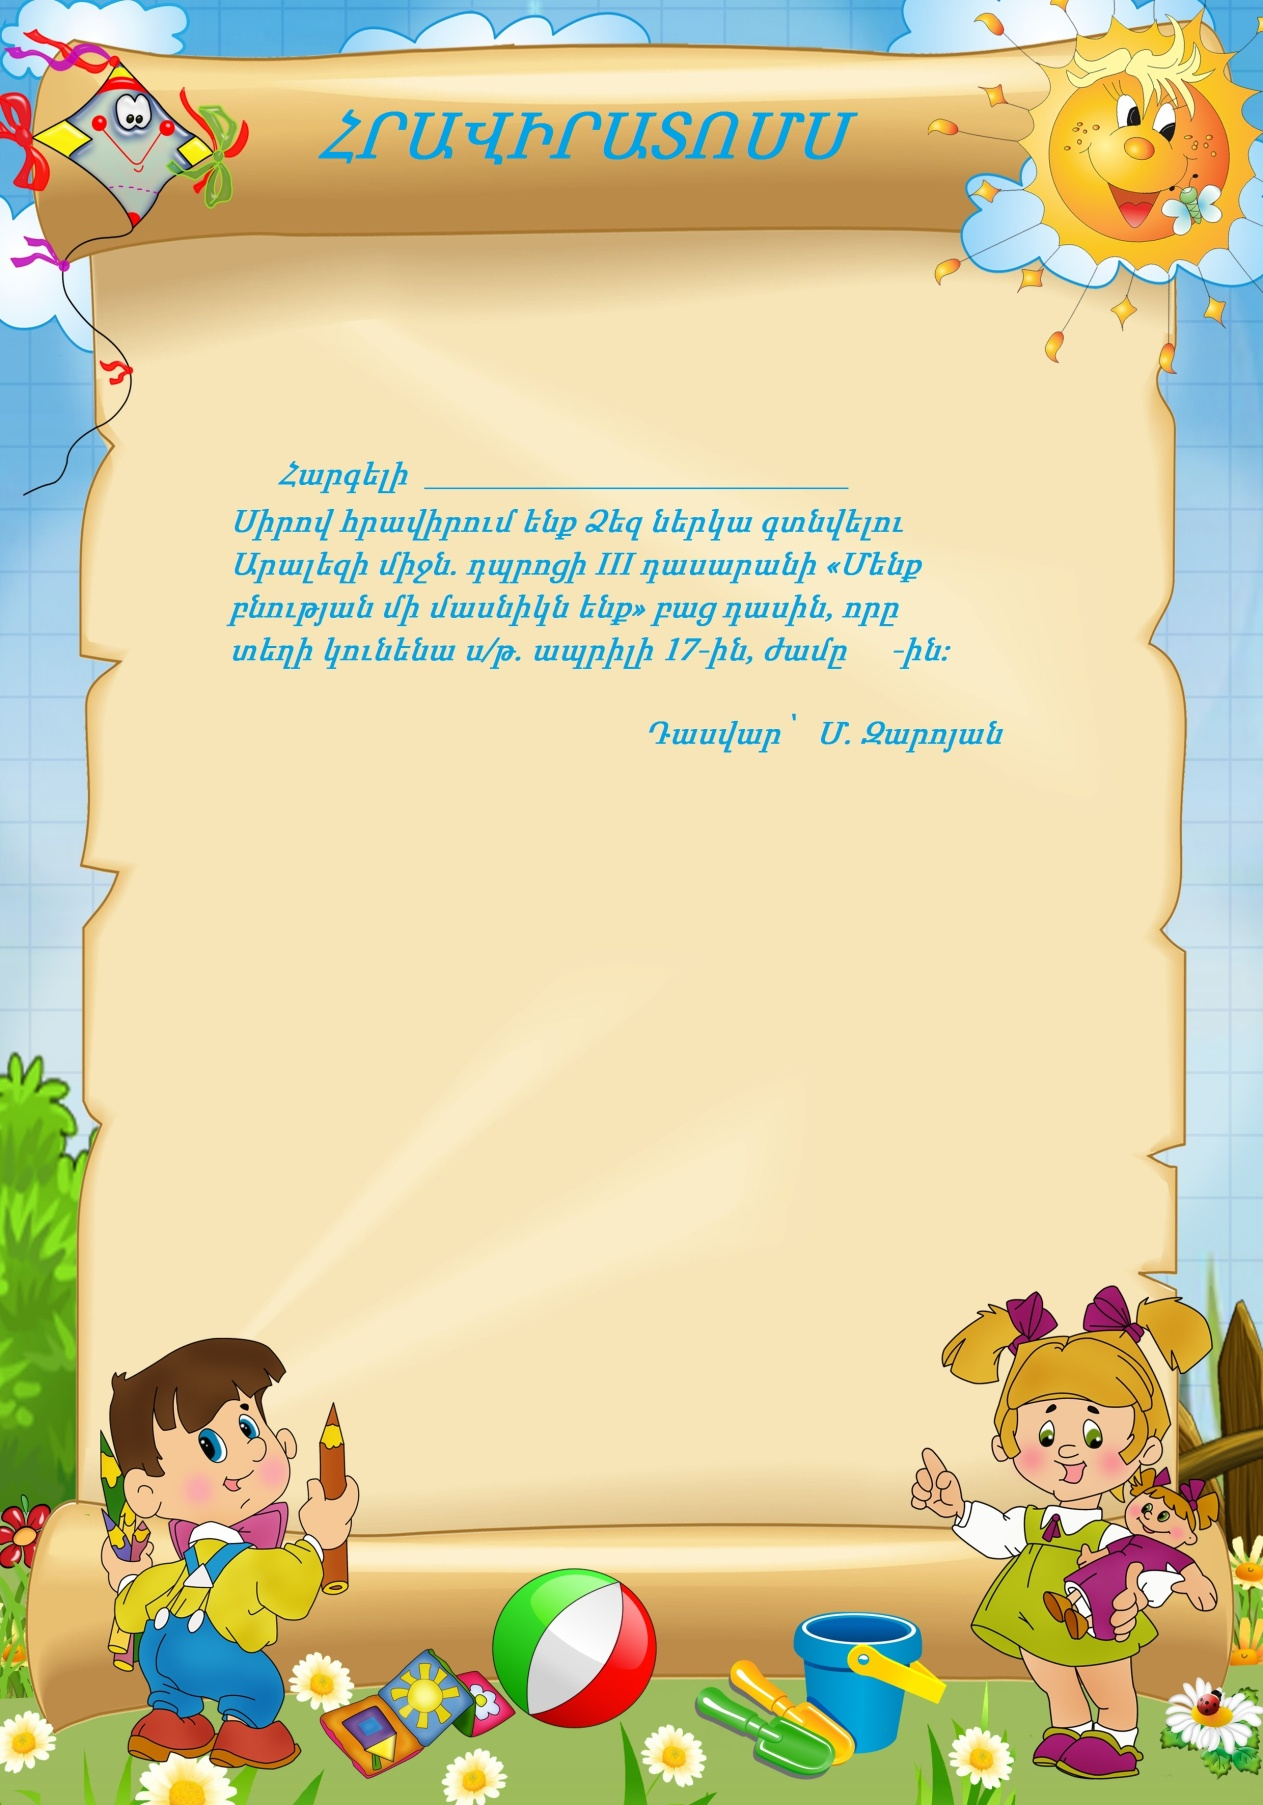 ՀՐԱՎԻՐԱՏՈՄՍ
Հարգելի ___________________________
Սիրով հրավիրում ենք Ձեզ ներկա գտնվելու
Արալեզի միջն. դպրոցի III դասարանի «Մենք
բնության մի մասնիկն ենք» բաց դասին, որը
տեղի կունենա ս/թ. ապրիլի 17-ին, ժամը     -ին:
Դասվար՝ Մ. Զարոյան